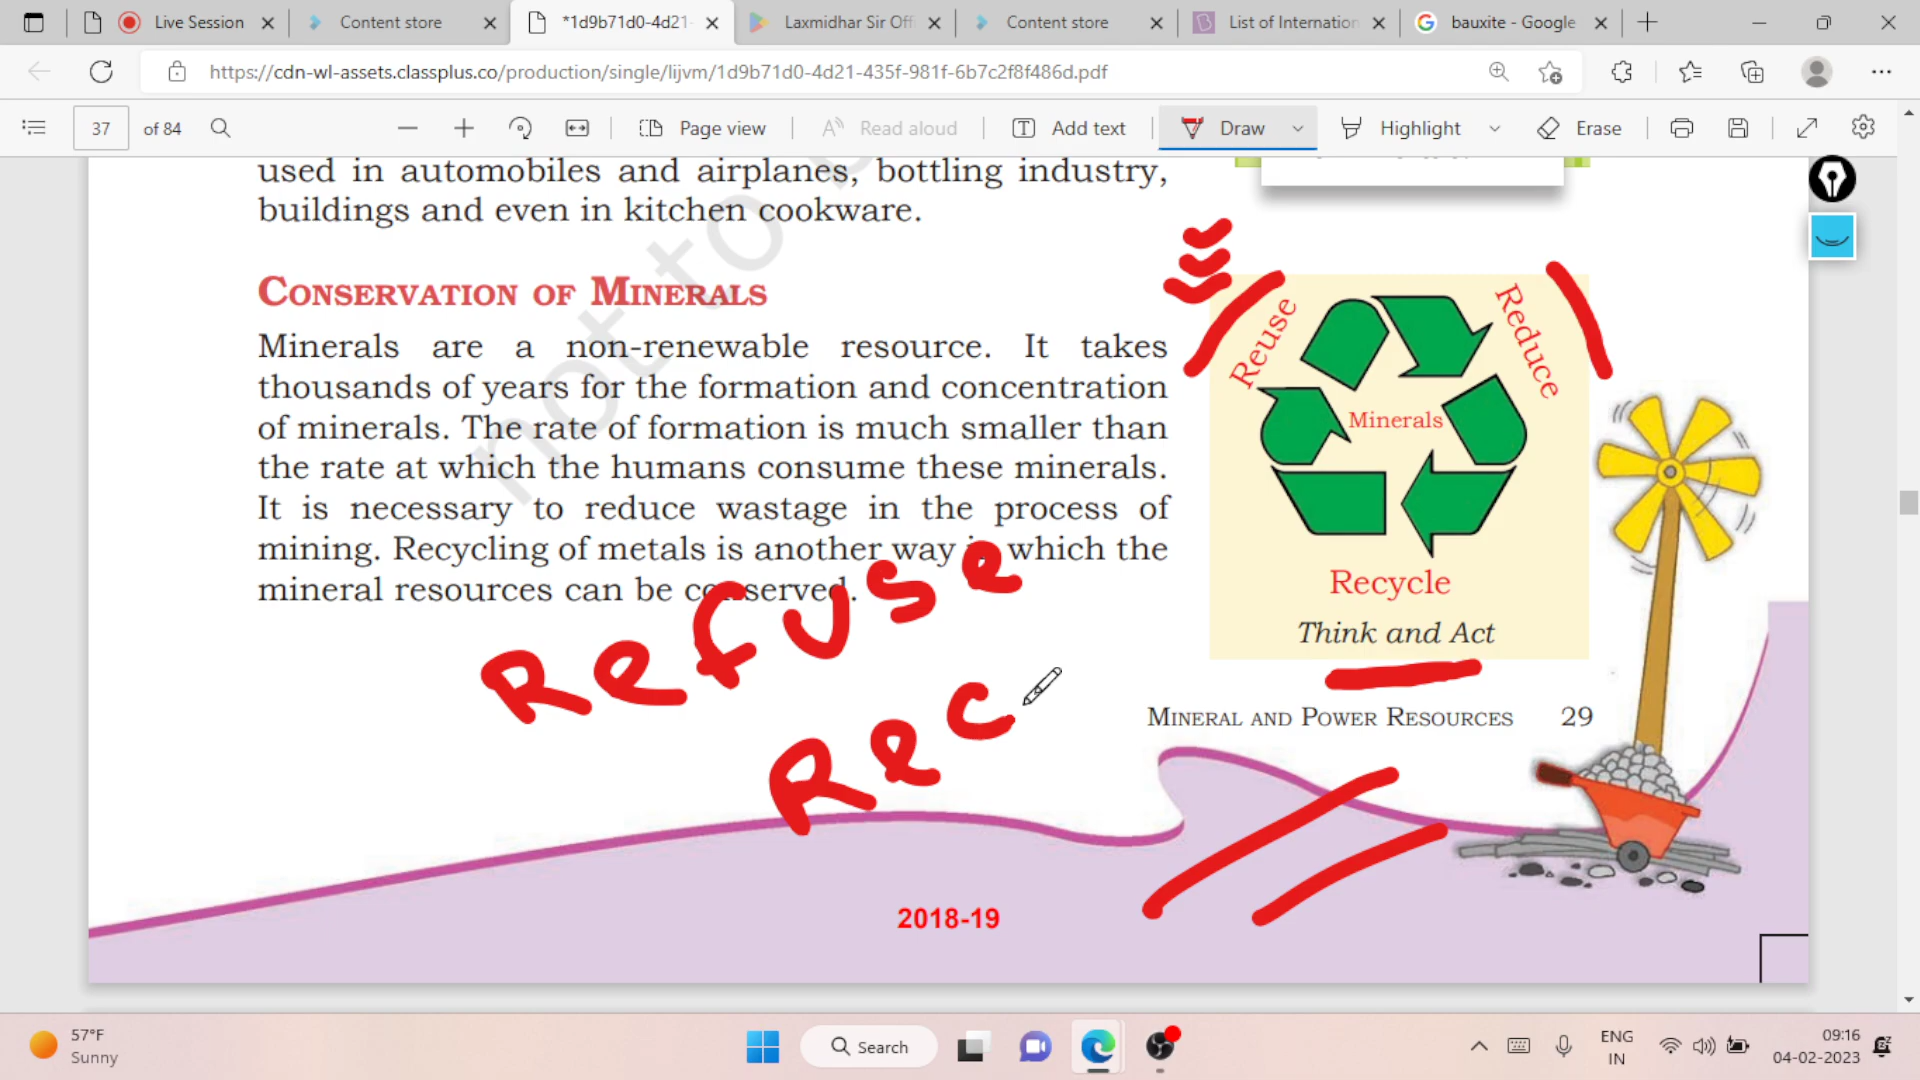 Live Session
Content store
*1d9b71d0-4d21-
Laxmidhar Sir Offi
Content store
List of Internation
bauxite - Google
https://cdn-wl-assets.classplus.co/production/single/lijvm/1d9b71d0-4d21-435f-981f-6b7c2f8f486d.pdf
37 of 84
Page view
Read aloud
Add text
Draw
Highlight
Erase
used in automobiles and airplanes, bottling industry,
buildings and even in kitchen cookware.
CONSERVATION OF MINERALS
Minerals are a non-renewable resource. It takes
thousands of years for the formation and concentration
of minerals. The rate of formation is much smaller than
the rate at which the humans consume these minerals.
It is necessary to reduce wastage in the process of
mining. Recycling of metals is another way in which the
mineral resources can be conserved.
not to
Reuse
Reduce
Minerals
Recycle
Think and Act
Refuse
Rec
MINERAL AND POWER RESOURCES 29
2018-19
57°F
Sunny
Search
ENG
IN
09:16
04-02-2023